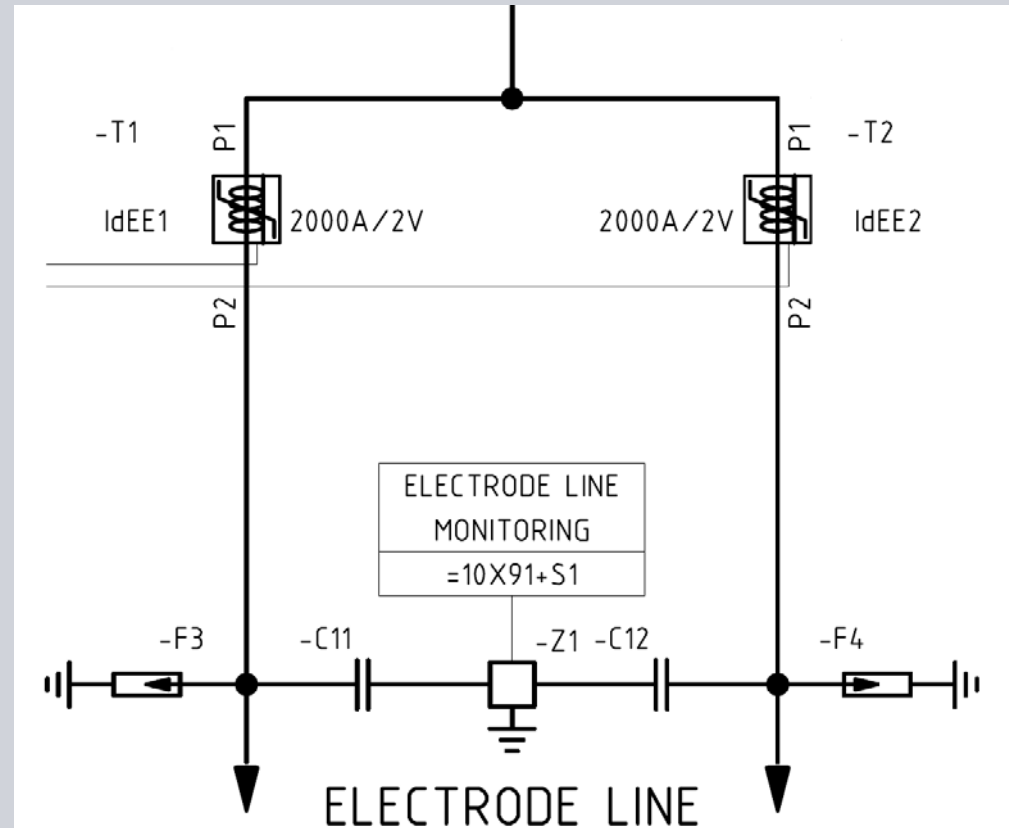 -T1
P1
P1
-T2
IdEE1
2000A/2V
2000A/2V
IdEE2
P2
P2
ELECTRODE LINE
MONITORING
=10X91+S1
-F3
-C11
-Z1
-C12
-F4
ELECTRODE LINE